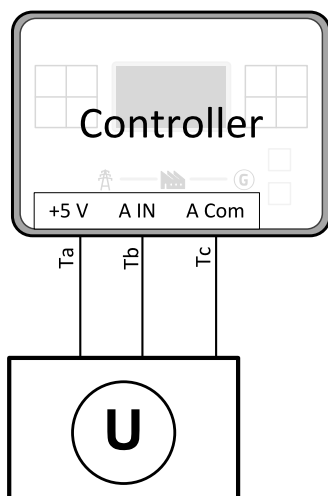 Controller
G
+5 V A IN A Com
Ta Tb Tc
U